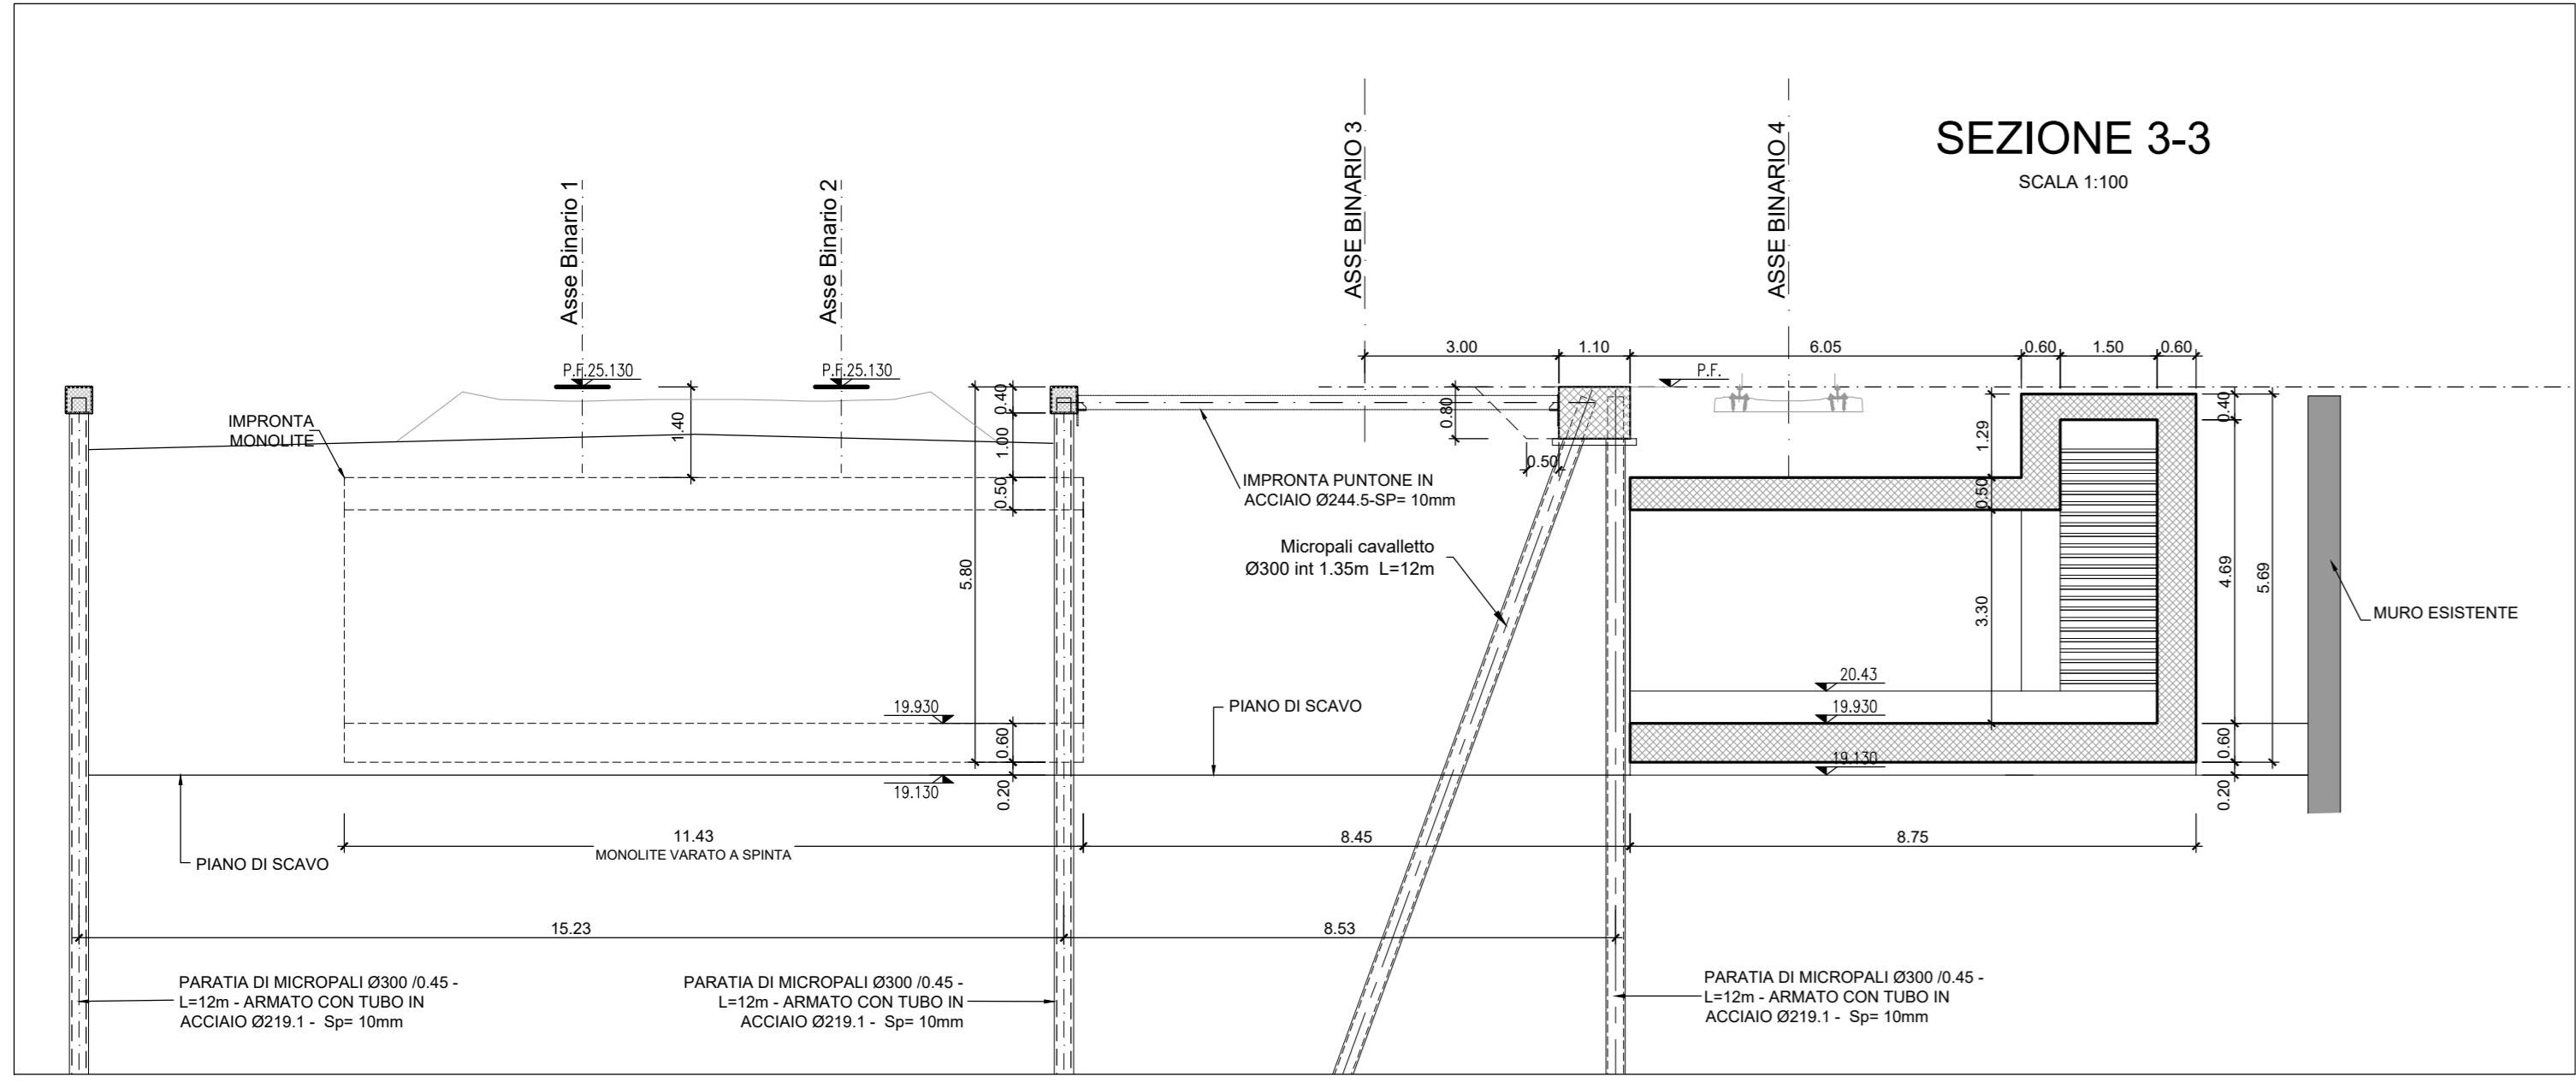 SEZIONE 3-3
SCALA 1:100
Asse Binario 1
Asse Binario 2
ASSE BINARIO 3
ASSE BINARIO 4
3.00
1.10
6.05
0.60
1.50
0.60
P.F.25.130
P.F.25.130
P.F.
IMPRONTA
MONOLITE
1.40
0.40
1.00
0.50
5.80
0.80
0.50
1.29
0.50
3.30
0.40
4.69
5.69
IMPRONTA PUNTONE IN
ACCIAIO Ø244.5-SP= 10mm
Micropali cavalletto
Ø300 int 1.35m L=12m
MURO ESISTENTE
20.43
19.930
19.930
PIANO DI SCAVO
0.60
0.60
19.130
19.130
0.20
0.20
11.43
MONOLITE VARATO A SPINTA
8.45
8.75
PIANO DI SCAVO
15.23
8.53
PARATIA DI MICROPALI Ø300 /0.45 -
L=12m - ARMATO CON TUBO IN
ACCIAIO Ø219.1 - Sp= 10mm
PARATIA DI MICROPALI Ø300 /0.45 -
L=12m - ARMATO CON TUBO IN
ACCIAIO Ø219.1 - Sp= 10mm
PARATIA DI MICROPALI Ø300 /0.45 -
L=12m - ARMATO CON TUBO IN
ACCIAIO Ø219.1 - Sp= 10mm